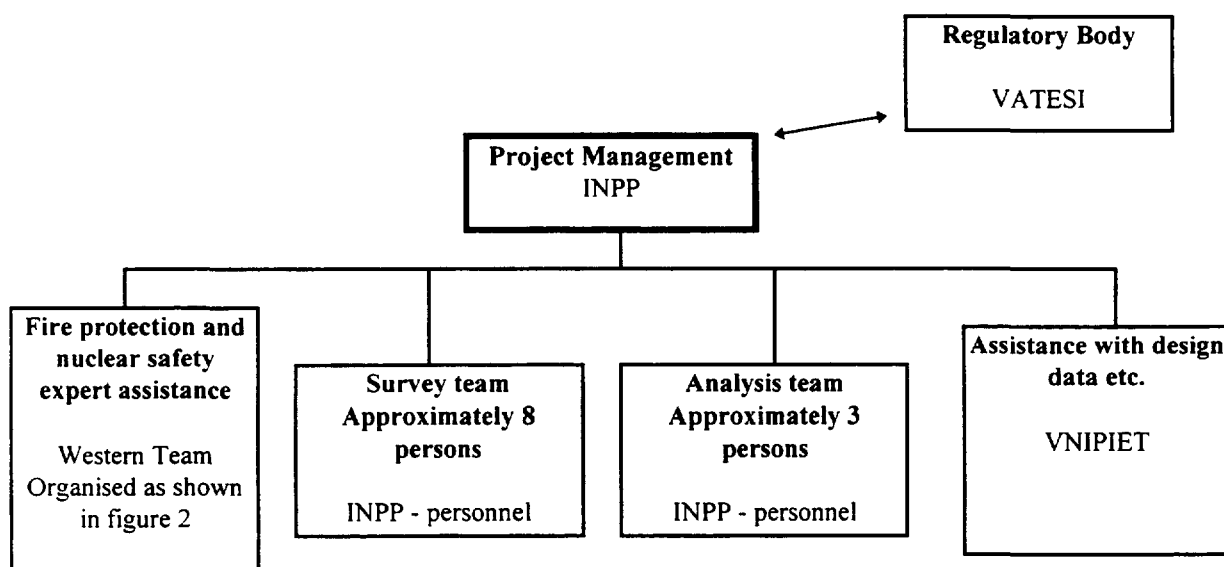 Regulatory Body
VATESI
Project Management
INPP
Fire protection and
nuclear safety
expert assistance
Western Team
Organised as shown
in figure 2
Survey team
Approximately 8
persons
INPP - personnel
Analysis team
Approximately 3
persons
INPP - personnel
Assistance with design
data etc.
VNIPIET